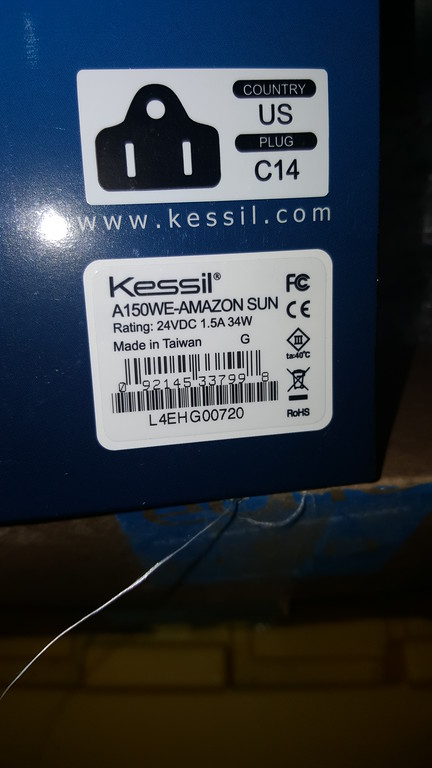 COUNTRY
US
PLUG
C14
www.kessil.com
Kessil®
FC
A150WE-AMAZON SUN
CE
Rating: 24VDC 1.5A 34W
Made in Taiwan G
III
ta:40°C
0 92145 33799 8
L4EHG00720
RoHS